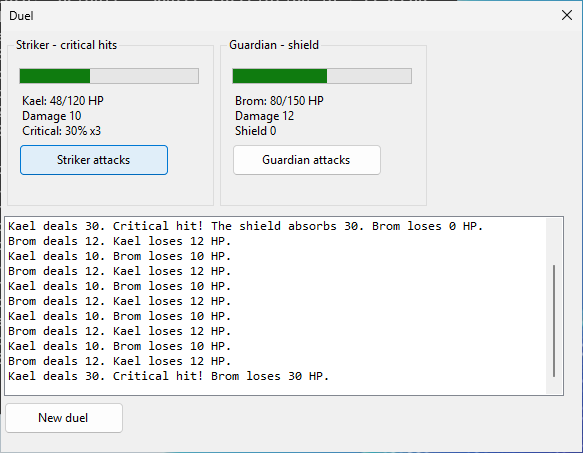 Duel
Striker - critical hits
Kael: 48/120 HP
Damage 10
Critical: 30% x3
Striker attacks
Guardian - shield
Brom: 80/150 HP
Damage 12
Shield 0
Guardian attacks
Kael deals 30. Critical hit! The shield absorbs 30. Brom loses 0 HP.
Brom deals 12. Kael loses 12 HP.
Kael deals 10. Brom loses 10 HP.
Brom deals 12. Kael loses 12 HP.
Kael deals 10. Brom loses 10 HP.
Brom deals 12. Kael loses 12 HP.
Kael deals 10. Brom loses 10 HP.
Brom deals 12. Kael loses 12 HP.
Kael deals 10. Brom loses 10 HP.
Brom deals 12. Kael loses 12 HP.
Kael deals 30. Critical hit! Brom loses 30 HP.
New duel